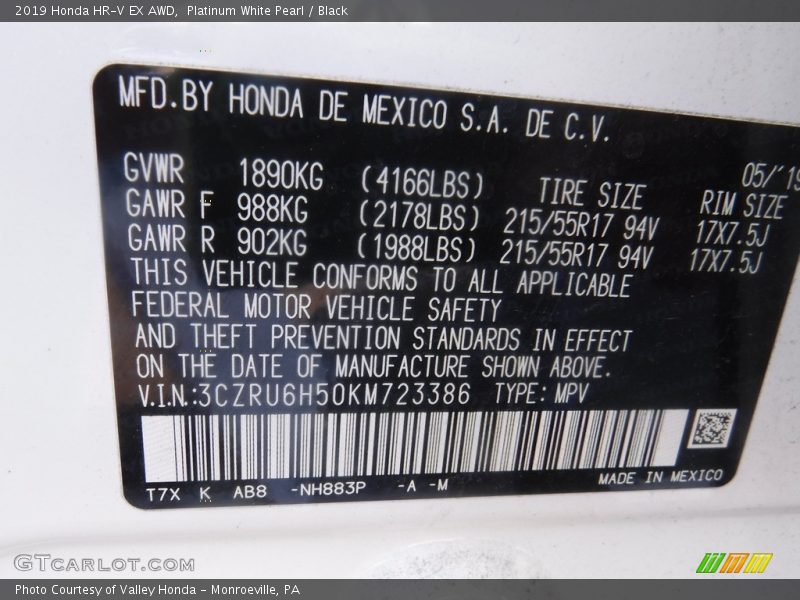 2019 Honda HR-V EX AWD, Platinum White Pearl / Black
MFD.BY HONDA DE MEXICO S.A. DE C.V.
05/'19
GVWR 1890KG (4166LBS) TIRE SIZE RIM SIZE
GAWR F 988KG (2178LBS) 215/55R17 94V 17X7.5J
GAWR R 902KG (1988LBS) 215/55R17 94V 17X7.5J
THIS VEHICLE CONFORMS TO ALL APPLICABLE
FEDERAL MOTOR VEHICLE SAFETY
AND THEFT PREVENTION STANDARDS IN EFFECT
ON THE DATE OF MANUFACTURE SHOWN ABOVE.
V.I.N.:3CZRU6H50KM723386 TYPE: MPV
T7X K AB8 -NH883P -A -M MADE IN MEXICO
GTCARLOT.COM
Photo Courtesy of Valley Honda - Monroeville, PA